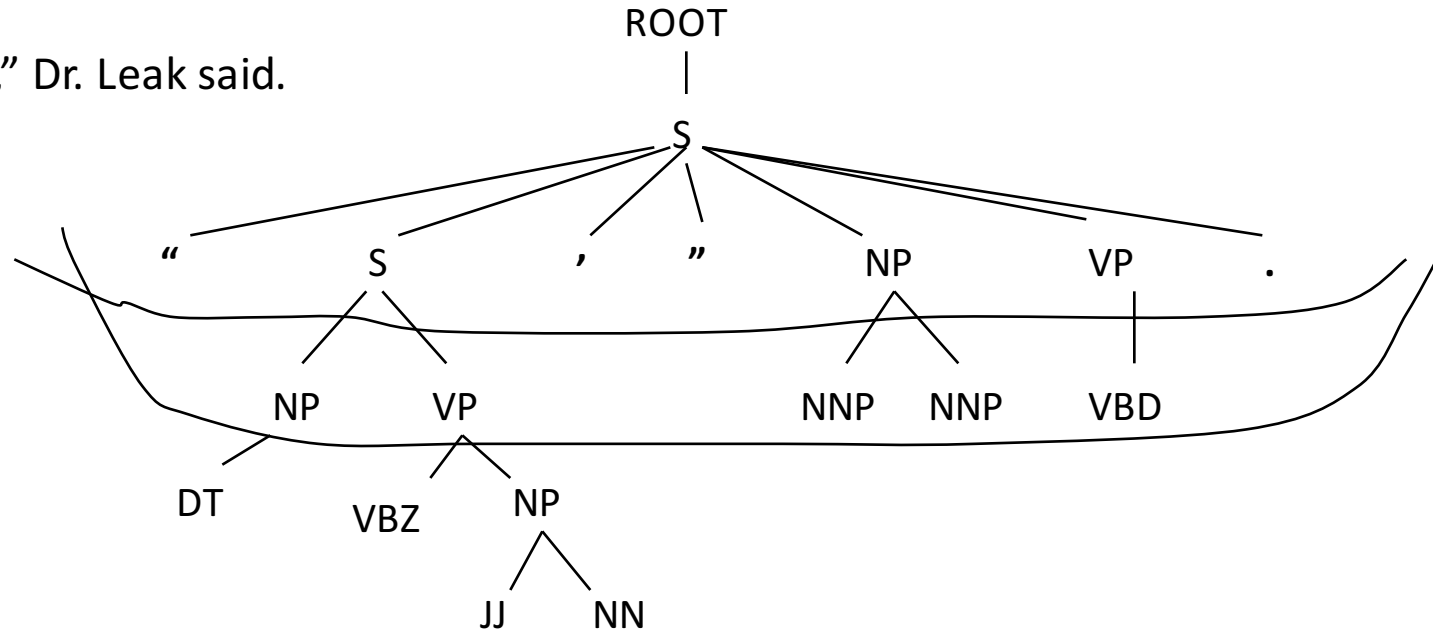 ROOT
.” Dr. Leak said.
S
“ S , ” NP VP .
NP VP NNP NNP VBD
DT VBZ NP
JJ NN